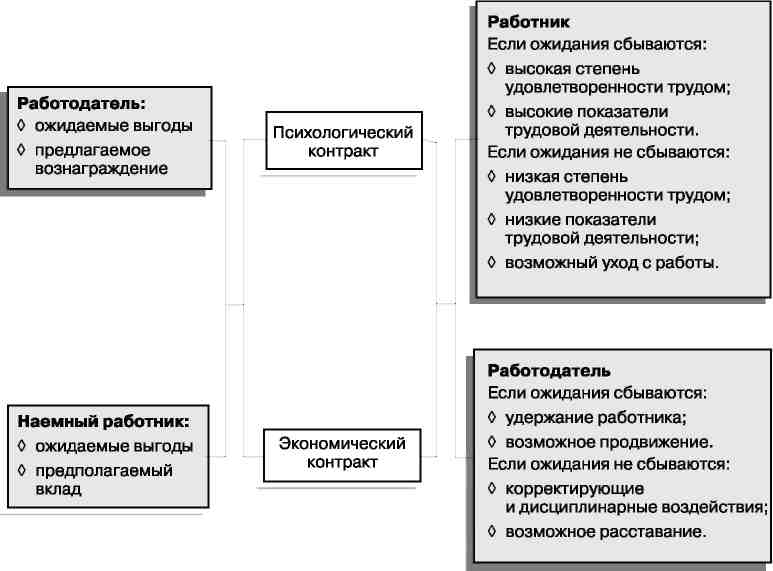 Работодатель:
◊ ожидаемые выгоды
◊ предлагаемое
вознаграждение
Наемный работник:
◊ ожидаемые выгоды
◊ предполагаемый
вклад
Психологический
контракт
Экономический
контракт
Работник
Если ожидания сбываются:
◊ высокая степень
удовлетворенности трудом;
◊ высокие показатели
трудовой деятельности.
Если ожидания не сбываются:
◊ низкая степень
удовлетворенности трудом;
◊ низкие показатели
трудовой деятельности;
◊ возможный уход с работы.
Работодатель
Если ожидания сбываются:
◊ удержание работника;
◊ возможное продвижение.
Если ожидания не сбываются:
◊ корректирующие
и дисциплинарные воздействия;
◊ возможное расставание.